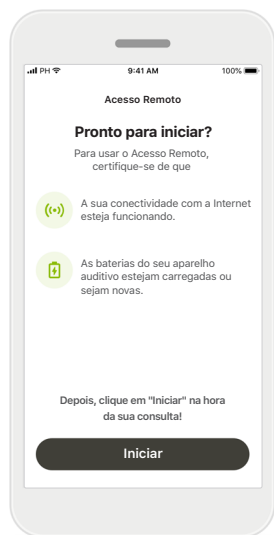 PH 9:41 AM 100%
Acesso Remoto
Pronto para iniciar?
Para usar o Acesso Remoto,
certifique-se de que
A sua conectividade com a Internet
esteja funcionando.
As baterias do seu aparelho
auditivo estejam carregadas ou
sejam novas.
Depois, clique em "Iniciar" na hora
da sua consulta!
Iniciar